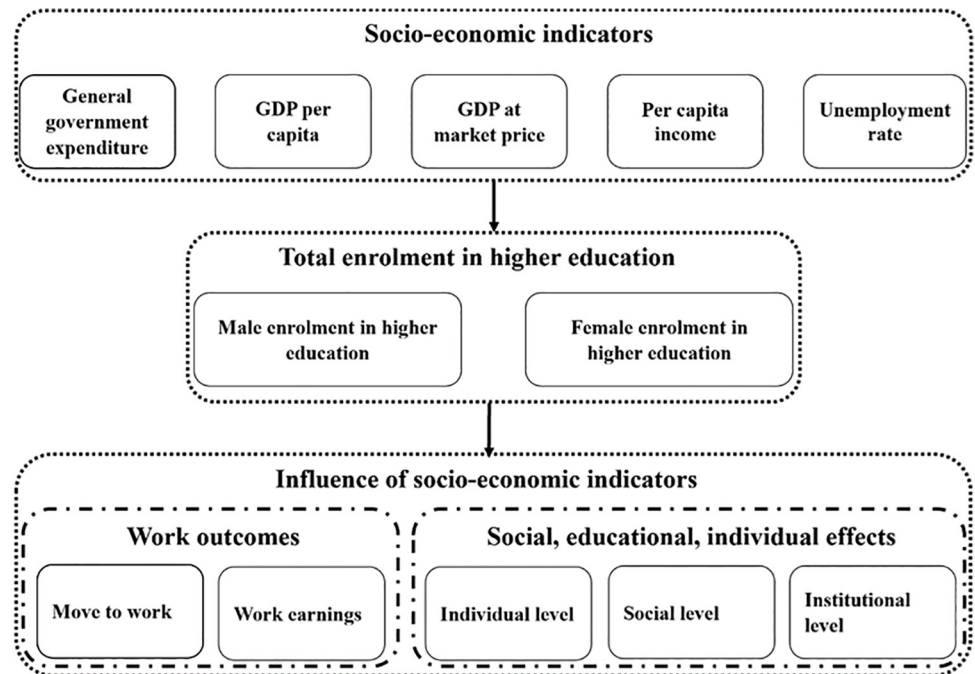 Socio-economic indicators
General
government
expenditure
GDP per
capita
GDP at
market price
Per capita
income
Unemployment
rate
Total enrolment in higher education
Male enrolment in higher
education
Female enrolment in
higher education
Influence of socio-economic indicators
Work outcomes
Move to work
Work earnings
Social, educational, individual effects
Individual level
Social level
Institutional
level